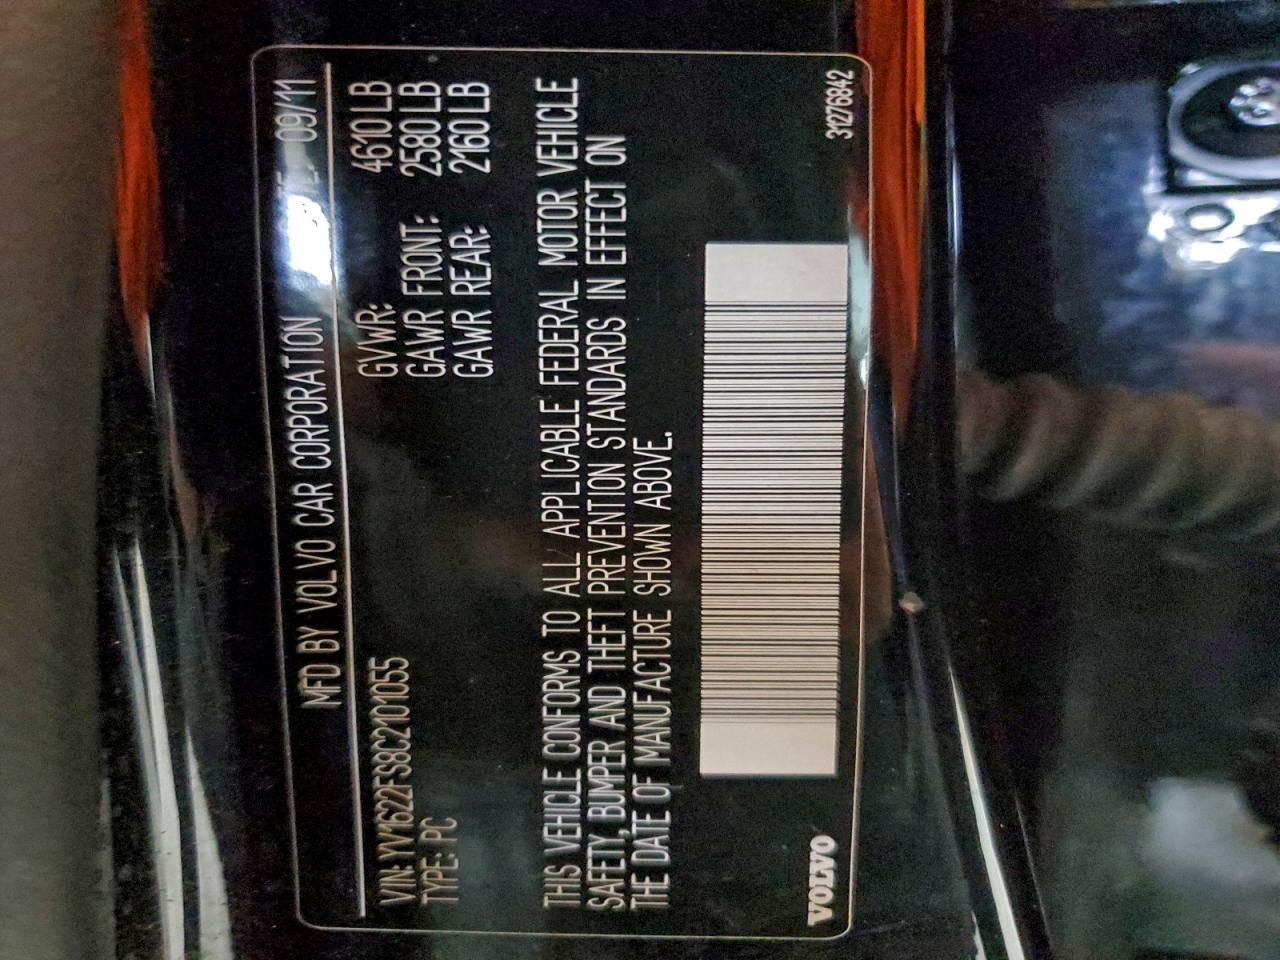 MFD BY VOLVO CAR CORPORATION 09/11
VIN: YV1622FS8C2101055
TYPE: PC
GVWR: 4610 LB
GAWR FRONT: 2580 LB
GAWR REAR: 2160 LB
THIS VEHICLE CONFORMS TO ALL APPLICABLE FEDERAL MOTOR VEHICLE
SAFETY, BUMPER AND THEFT PREVENTION STANDARDS IN EFFECT ON
THE DATE OF MANUFACTURE SHOWN ABOVE.
VOLVO
31276842